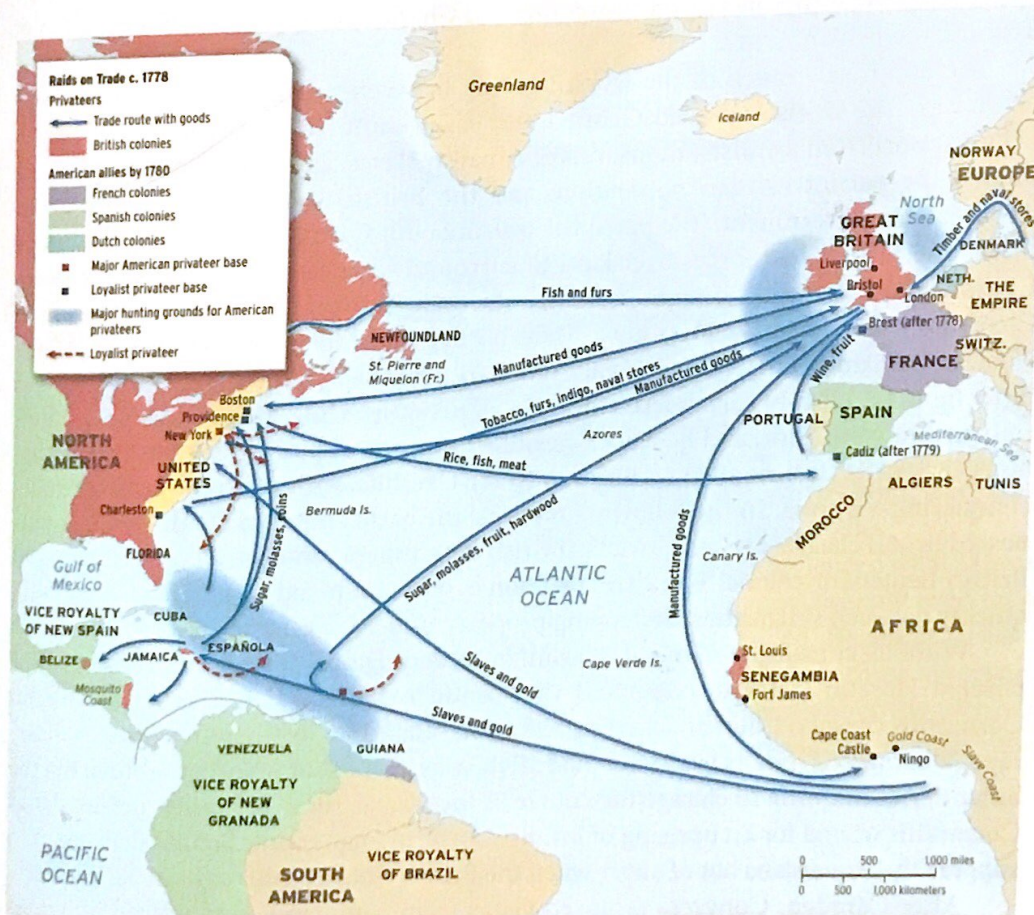 Raids on Trade c. 1778
Privateers
Trade route with goods
British colonies
American allies by 1780
French colonies
Spanish colonies
Dutch colonies
Major American privateer base
Loyalist privateer base
Major hunting grounds for American
privateers
Loyalist privateer
Greenland
Iceland
NORWAY
EUROPE
North
Sea
Timber and naval stores
GREAT
BRITAIN
DENMARK
Liverpool
Bristol
London
NETH.
THE
EMPIRE
Fish and furs
Brest (after 1778)
NEWFOUNDLAND
SWITZ.
FRANCE
St. Pierre and
Miquelon (Fr.)
Manufactured goods
Wine, fruit
Tobacco, furs, indigo, naval stores
Manufactured goods
Boston
Providence
New York
PORTUGAL
SPAIN
Azores
Mediterranean Sea
NORTH
AMERICA
Rice, fish, meat
Cadiz (after 1779)
UNITED
STATES
ALGIERS
TUNIS
Charleston
Bermuda Is.
MOROCCO
Sugar, molasses, coins
Sugar, molasses, fruit, hardwood
Manufactured goods
FLORIDA
Gulf of
Mexico
Canary Is.
ATLANTIC
OCEAN
VICE ROYALTY
OF NEW SPAIN
CUBA
AFRICA
ESPAÑOLA
BELIZE
JAMAICA
St. Louis
Cape Verde Is.
SENEGAMBIA
Slaves and gold
Mosquito
Coast
Fort James
Slaves and gold
Cape Coast
Castle
Gold Coast
Ningo
Slave Coast
VENEZUELA
GUIANA
VICE ROYALTY
OF NEW
GRANADA
PACIFIC
OCEAN
VICE ROYALTY
OF BRAZIL
SOUTH
AMERICA
0 500 1,000 miles
0 500 1,000 kilometers